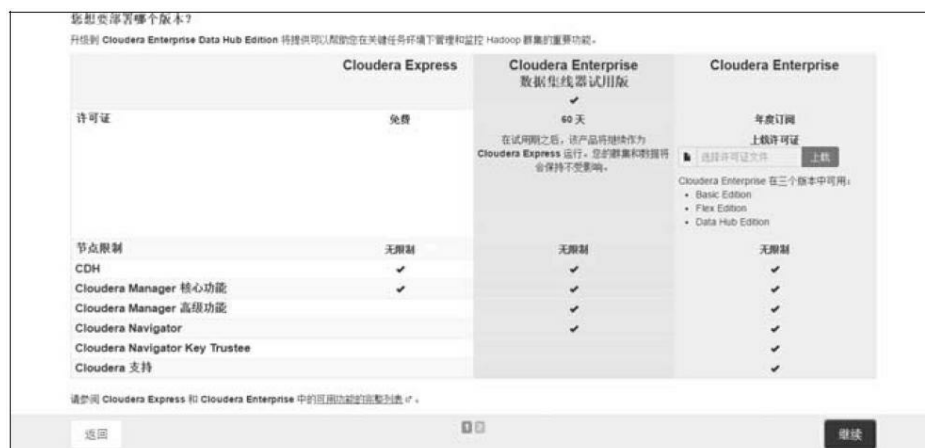 您想要部署哪个版本?
升级到 Cloudera Enterprise Data Hub Edition 将提供可以帮助您在关键任务环境下管理和监控 Hadoop 群集的重要功能。
Cloudera Express Cloudera Enterprise Cloudera Enterprise
数据集线器试用版
✔
许可证 免费 60 天 年度订阅
在试用期之后，该产品将继续作为 上载许可证
Cloudera Express 运行。您的群集和数据将 选择许可证文件 上载
会保持不受影响。
Cloudera Enterprise 在三个版本中可用：
• Basic Edition
• Flex Edition
• Data Hub Edition
节点限制 无限制 无限制 无限制
CDH ✔ ✔ ✔
Cloudera Manager 核心功能 ✔ ✔ ✔
Cloudera Manager 高级功能 ✔ ✔
Cloudera Navigator ✔ ✔
Cloudera Navigator Key Trustee ✔
Cloudera 支持 ✔
请参阅 Cloudera Express 和 Cloudera Enterprise 中的可用功能的完整列表。
返回 1 2 继续